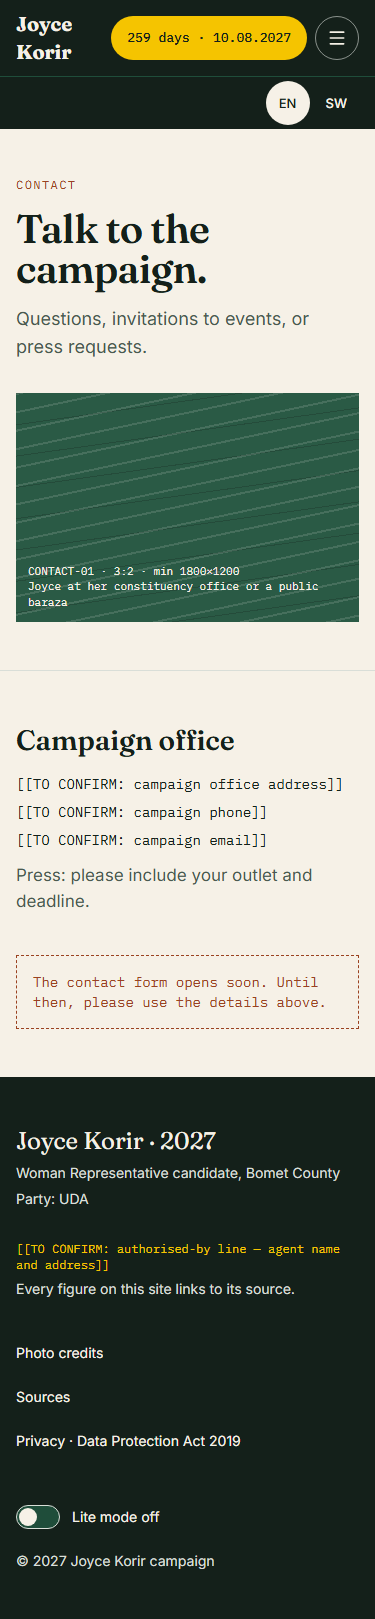 Joyce
Korir
259 days · 10.08.2027
EN
SW
CONTACT
Talk to the
campaign.
Questions, invitations to events, or
press requests.
CONTACT-01 · 3:2 · min 1800×1200
Joyce at her constituency office or a public
baraza
Campaign office
[[TO CONFIRM: campaign office address]]
[[TO CONFIRM: campaign phone]]
[[TO CONFIRM: campaign email]]
Press: please include your outlet and
deadline.
The contact form opens soon. Until
then, please use the details above.
Joyce Korir · 2027
Woman Representative candidate, Bomet County
Party: UDA
[[TO CONFIRM: authorised-by line — agent name
and address]]
Every figure on this site links to its source.
Photo credits
Sources
Privacy · Data Protection Act 2019
Lite mode off
© 2027 Joyce Korir campaign